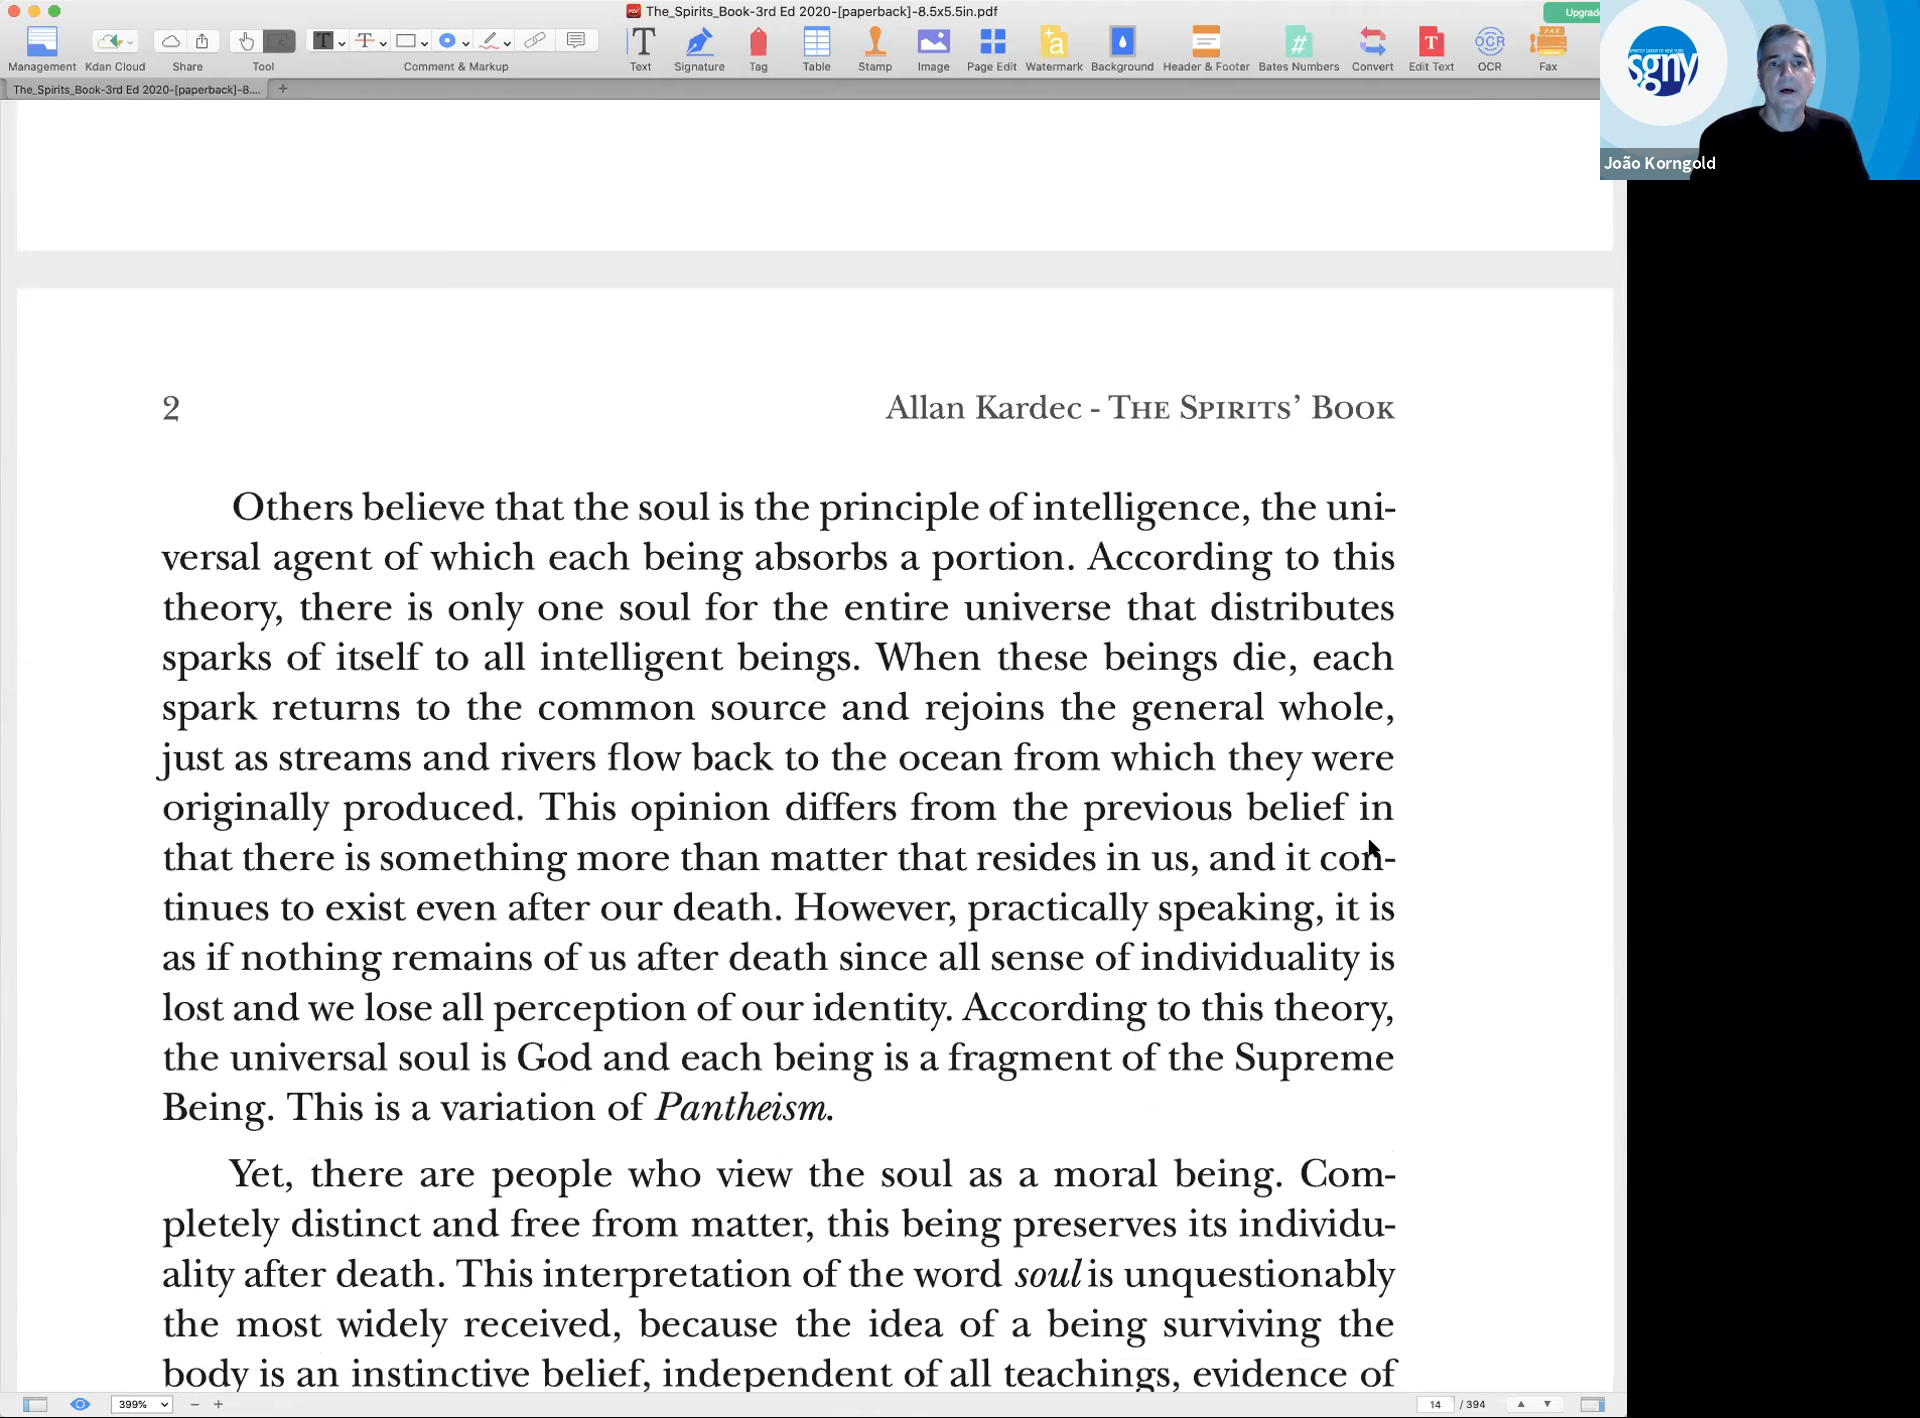 The_Spirits_Book-3rd Ed 2020-[paperback]-8.5x5.5in.pdf
Upgrade
Management Kdan Cloud Share Tool Comment & Markup Text Signature Tag Table Stamp Image Page Edit Watermark Background Header & Footer Bates Numbers Convert Edit Text OCR Fax
The_Spirits_Book-3rd Ed 2020-[paperback]-8....
sgny
João Korngold
2
Allan Kardec - THE SPIRITS' BOOK
Others believe that the soul is the principle of intelligence, the uni-
versal agent of which each being absorbs a portion. According to this
theory, there is only one soul for the entire universe that distributes
sparks of itself to all intelligent beings. When these beings die, each
spark returns to the common source and rejoins the general whole,
just as streams and rivers flow back to the ocean from which they were
originally produced. This opinion differs from the previous belief in
that there is something more than matter that resides in us, and it con-
tinues to exist even after our death. However, practically speaking, it is
as if nothing remains of us after death since all sense of individuality is
lost and we lose all perception of our identity. According to this theory,
the universal soul is God and each being is a fragment of the Supreme
Being. This is a variation of Pantheism.
Yet, there are people who view the soul as a moral being. Com-
pletely distinct and free from matter, this being preserves its individu-
ality after death. This interpretation of the word soul is unquestionably
the most widely received, because the idea of a being surviving the
body is an instinctive belief, independent of all teachings, evidence of
399%
14 / 394